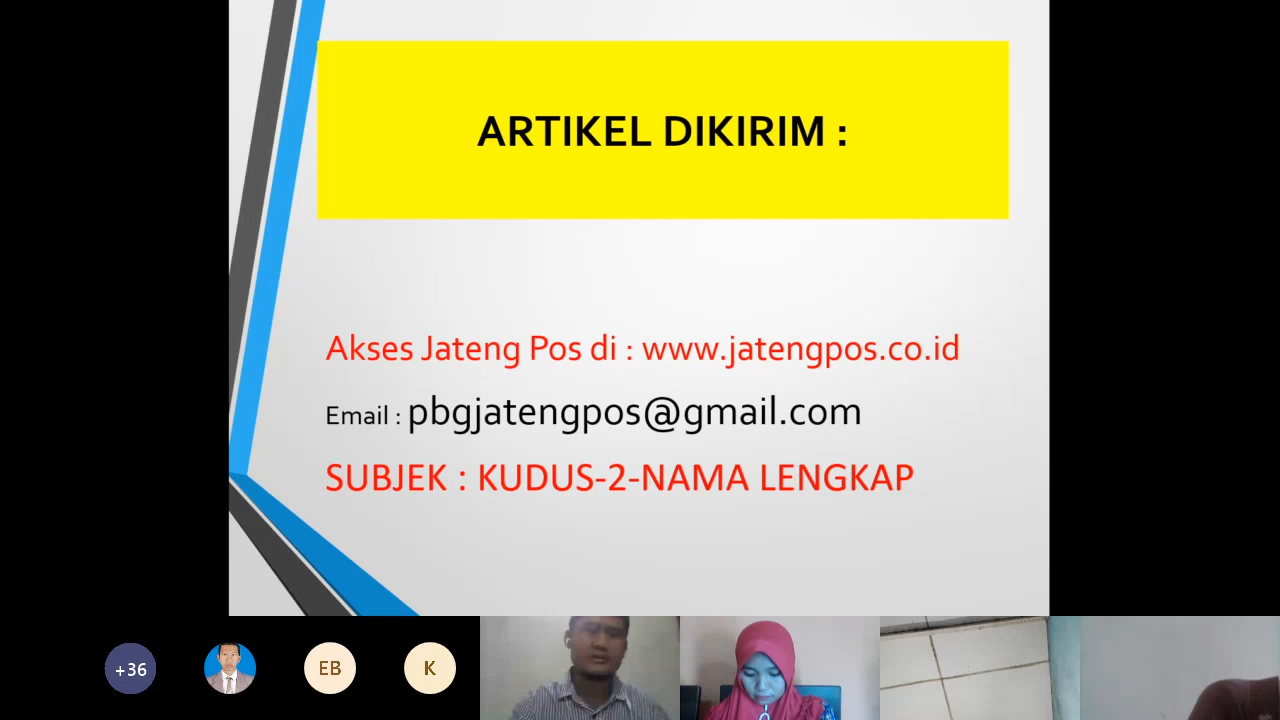 ARTIKEL DIKIRIM :
Akses Jateng Pos di : www.jatengpos.co.id
Email : pbgjatengpos@gmail.com
SUBJEK : KUDUS-2-NAMA LENGKAP
+36
EB
K